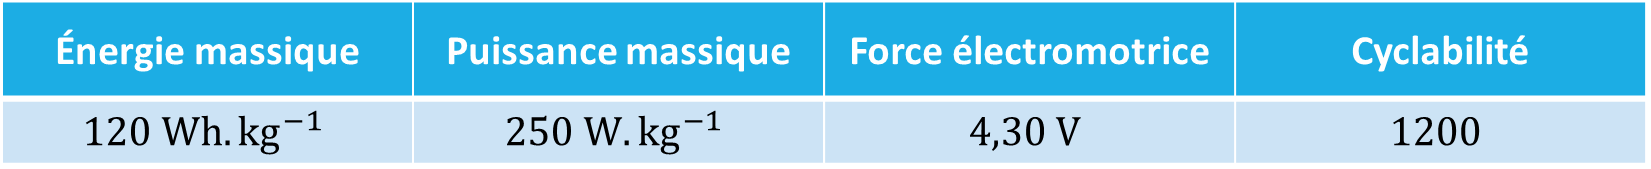 Énergie massique Puissance massique Force électromotrice Cyclabilité
120 Wh. kg⁻¹ 250 W. kg⁻¹ 4,30 V 1200